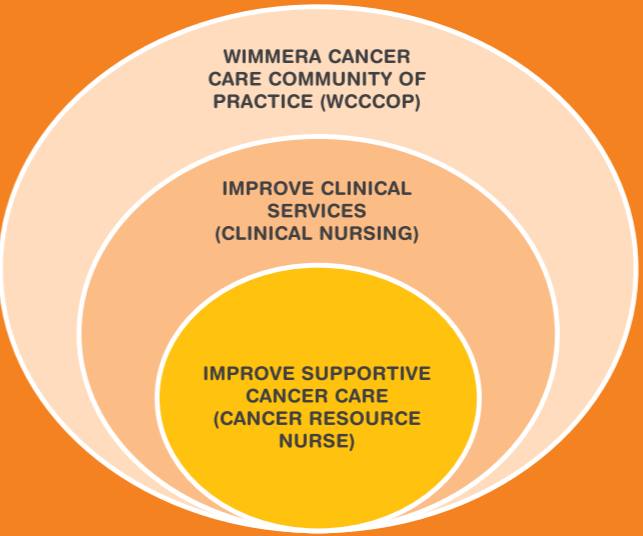 WIMMERA CANCER
CARE COMMUNITY OF
PRACTICE (WCCCOP)
IMPROVE CLINICAL
SERVICES
(CLINICAL NURSING)
IMPROVE SUPPORTIVE
CANCER CARE
(CANCER RESOURCE
NURSE)